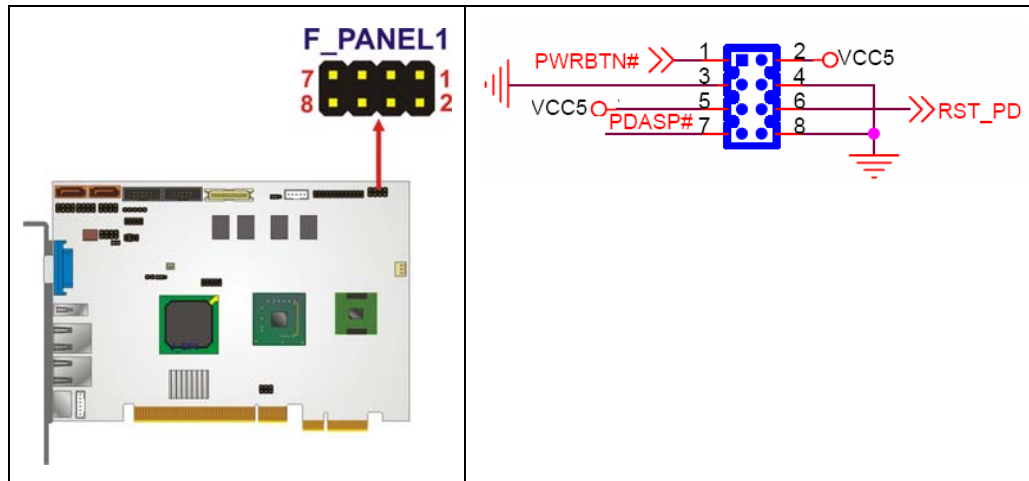 F_PANEL1
7 1
8 2
PWRBTN# 1 2 VCC5
3 4
VCC5 5 6 RST_PD
PDASP# 7 8